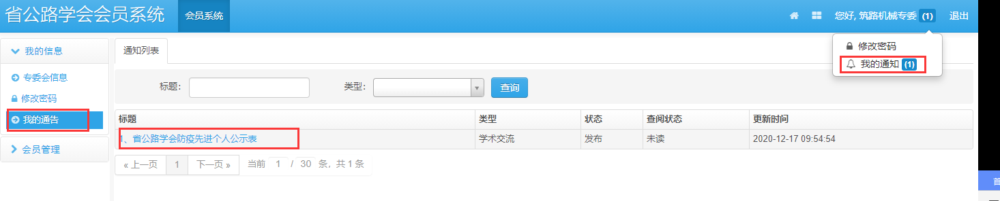 省公路学会会员系统 会员系统 您好, 筑路机械专委 (1) 退出
修改密码
我的通知 (1)
我的信息
专委会信息
修改密码
我的通告
会员管理
通知列表
标题: 类型: 查询
标题 类型 状态 查阅状态 更新时间
1、省公路学会防疫先进个人公示表 学术交流 发布 未读 2020-12-17 09:54:54
« 上一页 1 下一页 » 当前 1 / 30 条, 共 1 条